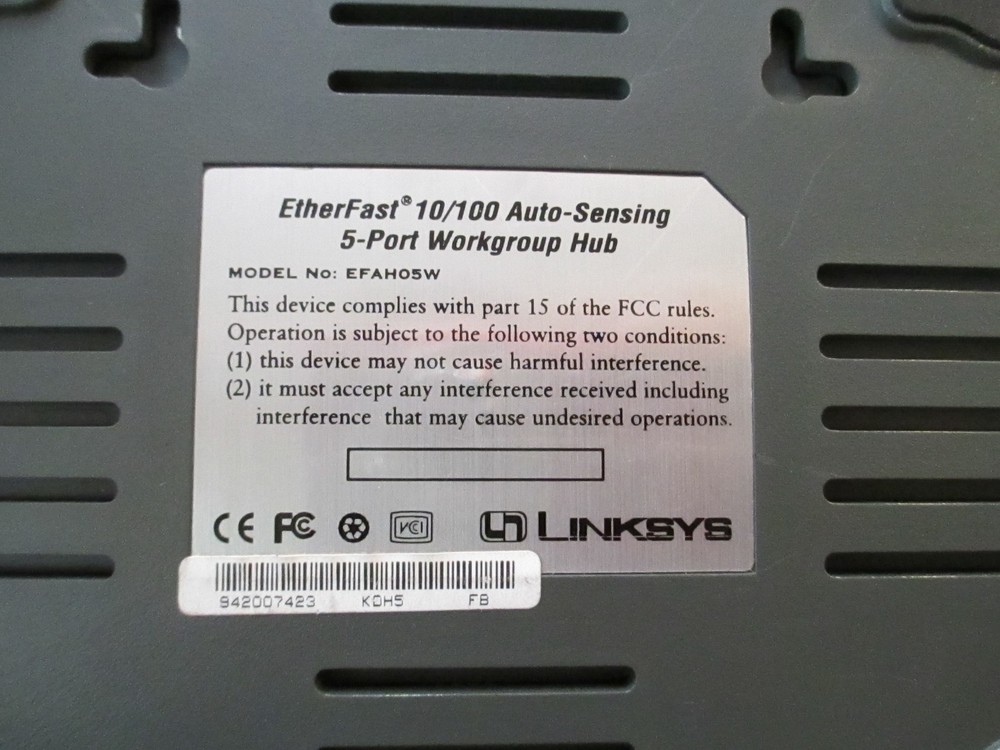 EtherFast® 10/100 Auto-Sensing
5-Port Workgroup Hub
MODEL No: EFAH05W
This device complies with part 15 of the FCC rules.
Operation is subject to the following two conditions:
(1) this device may not cause harmful interference.
(2) it must accept any interference received including
interference that may cause undesired operations.
CE FC VCI LINKSYS
942007423 KDH5 FB